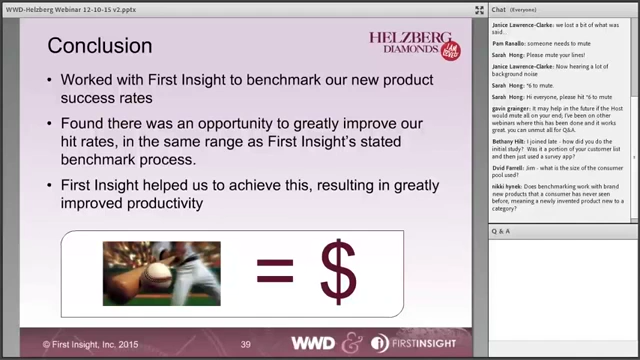 WWD-Helzberg Webinar 12-10-15 v2.pptx
Conclusion
HELZBERG
DIAMONDS
I AM
LOVED
• Worked with First Insight to benchmark our new product
success rates
• Found there was an opportunity to greatly improve our
hit rates, in the same range as First Insight's stated
benchmark process.
• First Insight helped us to achieve this, resulting in greatly
improved productivity
= $
© First Insight, Inc. 2015
39
WWD & FIRSTINSIGHT
Chat (Everyone)
Janice Lawrence-Clarke: we lost a bit of what was
said...
Pam Ranallo: someone needs to mute
Sarah Hong: Please mute your lines!
Janice Lawrence-Clarke: Now hearing a lot of
background noise
Sarah Hong: *6 to mute.
Sarah Hong: Hi everyone, please hit *6 to mute
gavin grainger: It may help in the future if the Host
would mute all on your end, I've been on other
webinars where this has been done and it works
great, you can unmute all for Q&A.
Bethany Hilt: I joined late - how did you do the
initial study? Was it a portion of your customer list
and then just used a survey app?
Dvid Farrell: Jim - what is the size of the consumer
pool used?
nikki hynek: Does benchmarking work with brand
new products that a consumer has never seen
before, meaning a newly invented product new to a
category?
Q & A